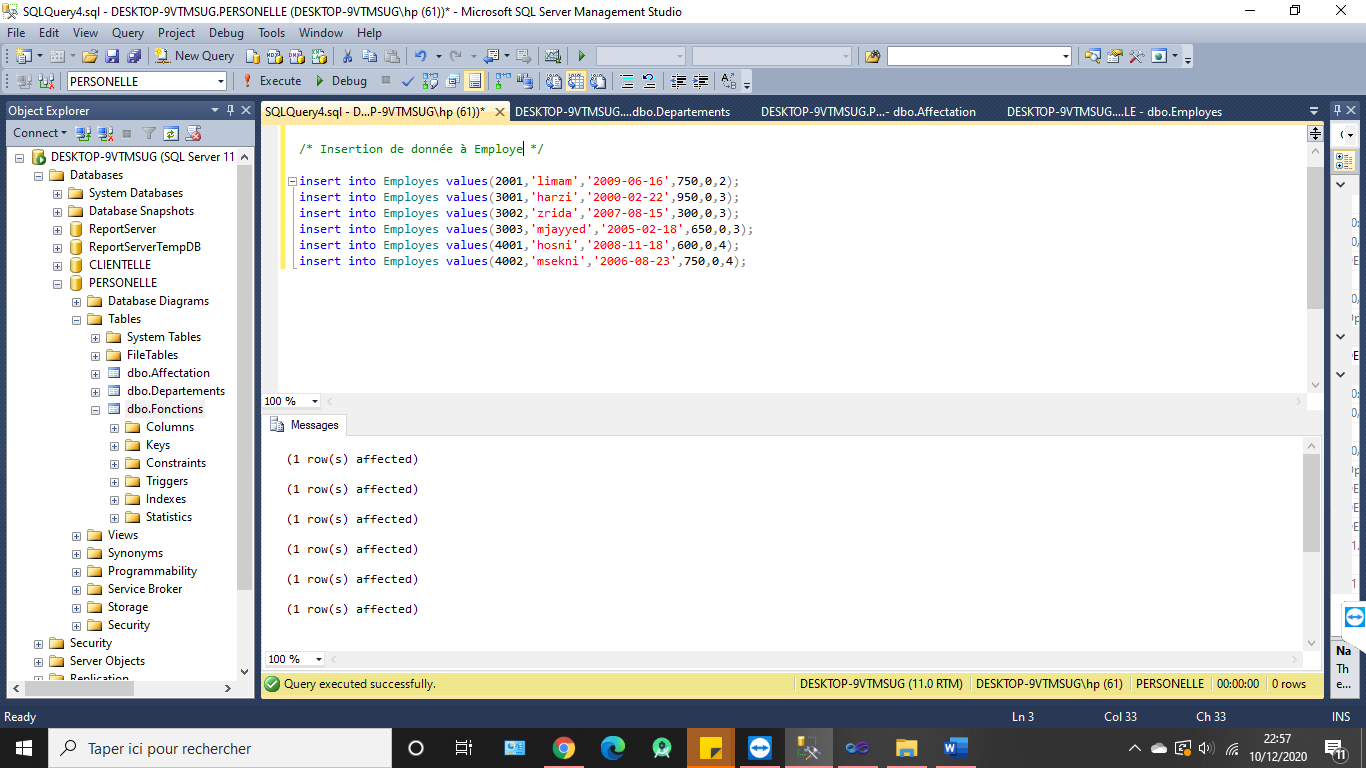 SQLQuery4.sql - DESKTOP-9VTMSUG.PERSONELLE (DESKTOP-9VTMSUG\hp (61))* - Microsoft SQL Server Management Studio
File Edit View Query Project Debug Tools Window Help
New Query
PERSONELLE Execute Debug
Object Explorer
Connect
DESKTOP-9VTMSUG (SQL Server 11
Databases
System Databases
Database Snapshots
ReportServer
ReportServerTempDB
CLIENTELLE
PERSONELLE
Database Diagrams
Tables
System Tables
FileTables
dbo.Affectation
dbo.Departements
dbo.Fonctions
Columns
Keys
Constraints
Triggers
Indexes
Statistics
Views
Synonyms
Programmability
Service Broker
Storage
Security
Security
Server Objects
Replication
SQLQuery4.sql - D...P-9VTMSUG\hp (61))* DESKTOP-9VTMSUG....dbo.Departements DESKTOP-9VTMSUG.P...- dbo.Affectation DESKTOP-9VTMSUG....LE - dbo.Employes
/* Insertion de donnée à Employe */
insert into Employes values(2001,'limam','2009-06-16',750,0,2);
insert into Employes values(3001,'harzi','2000-02-22',950,0,3);
insert into Employes values(3002,'zrida','2007-08-15',300,0,3);
insert into Employes values(3003,'mjayyed','2005-02-18',650,0,3);
insert into Employes values(4001,'hosni','2008-11-18',600,0,4);
insert into Employes values(4002,'msekni','2006-08-23',750,0,4);
100 %
Messages
(1 row(s) affected)
(1 row(s) affected)
(1 row(s) affected)
(1 row(s) affected)
(1 row(s) affected)
(1 row(s) affected)
100 %
Query executed successfully. DESKTOP-9VTMSUG (11.0 RTM) DESKTOP-9VTMSUG\hp (61) PERSONELLE 00:00:00 0 rows
Na
Th
e...
Ready Ln 3 Col 33 Ch 33 INS
Taper ici pour rechercher
22:57
10/12/2020
11